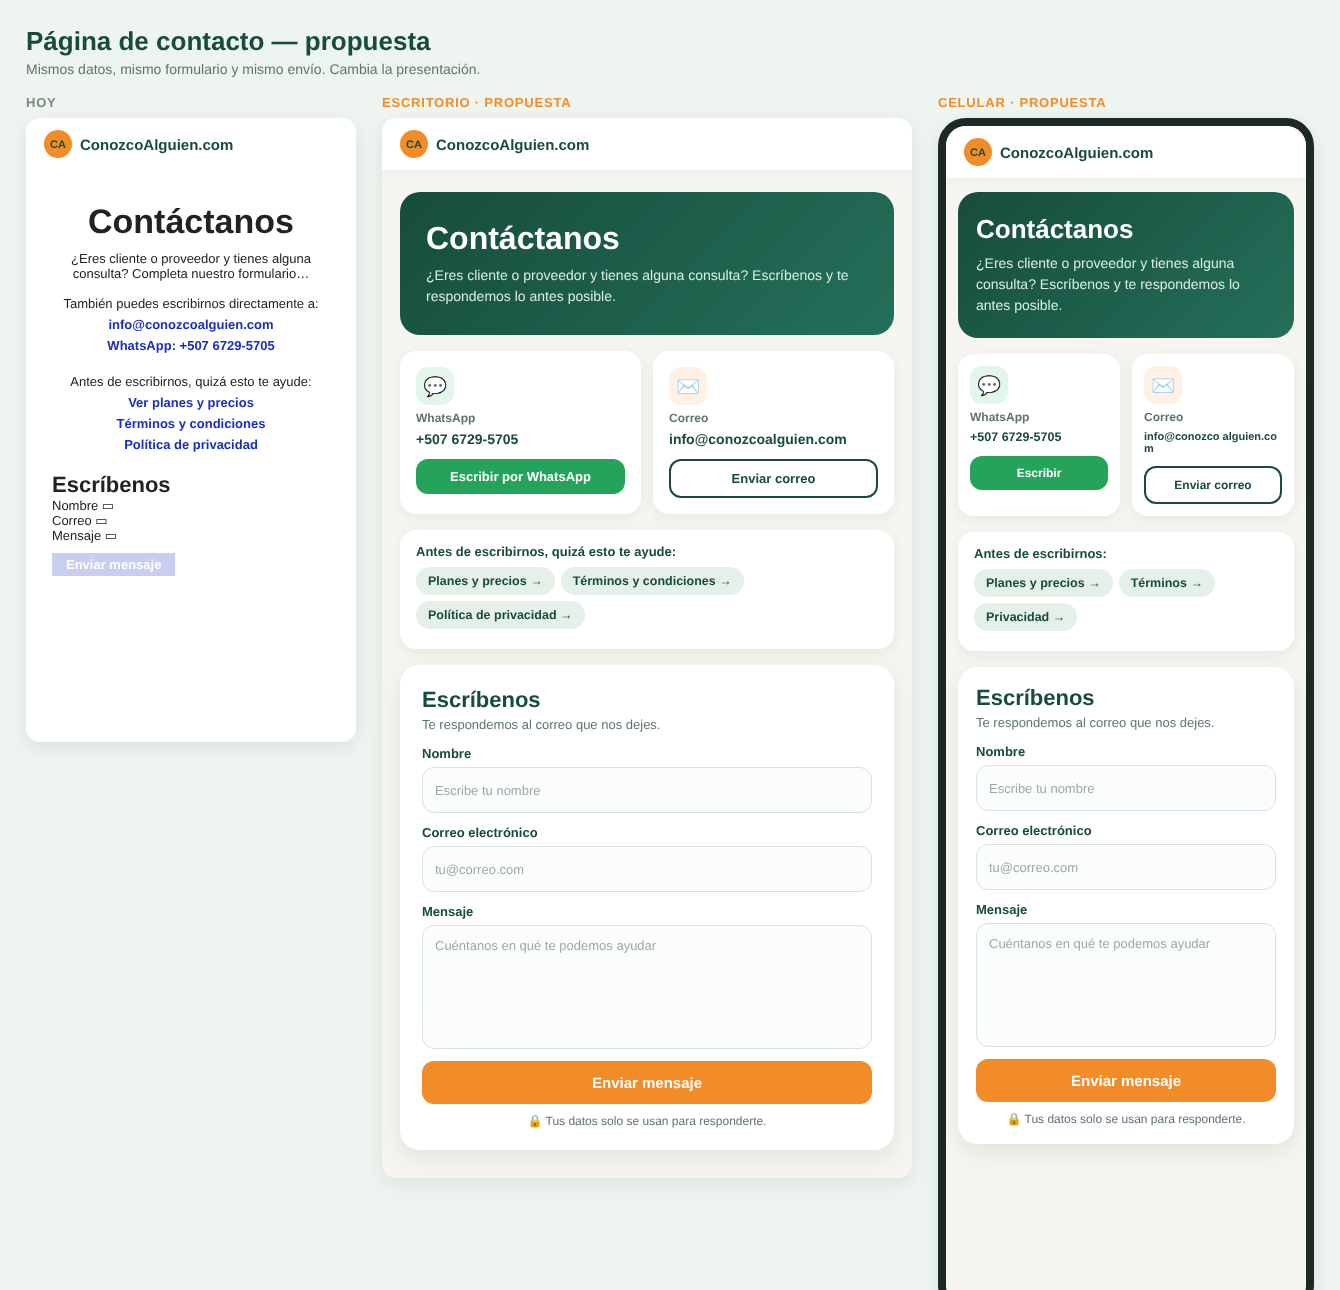 Página de contacto — propuesta
Mismos datos, mismo formulario y mismo envío. Cambia la presentación.
HOY
CA ConozcoAlguien.com
Contáctanos
¿Eres cliente o proveedor y tienes alguna
consulta? Completa nuestro formulario…
También puedes escribirnos directamente a:
info@conozcoalguien.com
WhatsApp: +507 6729-5705
Antes de escribirnos, quizá esto te ayude:
Ver planes y precios
Términos y condiciones
Política de privacidad
Escríbenos
Nombre ▭
Correo ▭
Mensaje ▭
Enviar mensaje
ESCRITORIO · PROPUESTA
CA ConozcoAlguien.com
Contáctanos
¿Eres cliente o proveedor y tienes alguna consulta? Escríbenos y te
respondemos lo antes posible.
💬
WhatsApp
+507 6729-5705
Escribir por WhatsApp
✉️
Correo
info@conozcoalguien.com
Enviar correo
Antes de escribirnos, quizá esto te ayude:
Planes y precios → Términos y condiciones →
Política de privacidad →
Escríbenos
Te respondemos al correo que nos dejes.
Nombre
Escribe tu nombre
Correo electrónico
tu@correo.com
Mensaje
Cuéntanos en qué te podemos ayudar
Enviar mensaje
🔒 Tus datos solo se usan para responderte.
CELULAR · PROPUESTA
CA ConozcoAlguien.com
Contáctanos
¿Eres cliente o proveedor y tienes alguna
consulta? Escríbenos y te respondemos lo
antes posible.
💬
WhatsApp
+507 6729-5705
Escribir
✉️
Correo
info@conozco alguien.co
m
Enviar correo
Antes de escribirnos:
Planes y precios → Términos →
Privacidad →
Escríbenos
Te respondemos al correo que nos dejes.
Nombre
Escribe tu nombre
Correo electrónico
tu@correo.com
Mensaje
Cuéntanos en qué te podemos ayudar
Enviar mensaje
🔒 Tus datos solo se usan para responderte.